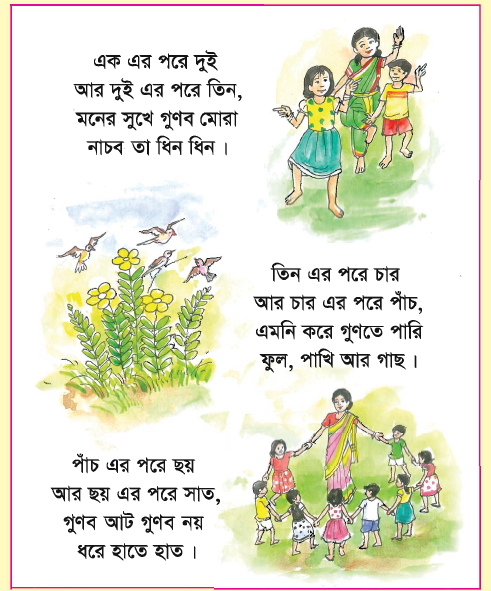 এক এর পরে দুই
আর দুই এর পরে তিন,
মনের সুখে গুণব মোরা
নাচব তা ধিন ধিন ।
তিন এর পরে চার
আর চার এর পরে পাঁচ,
এমনি করে গুণতে পারি
ফুল, পাখি আর গাছ ।
পাঁচ এর পরে ছয়
আর ছয় এর পরে সাত,
গুণব আট গুণব নয়
ধরে হাতে হাত ।